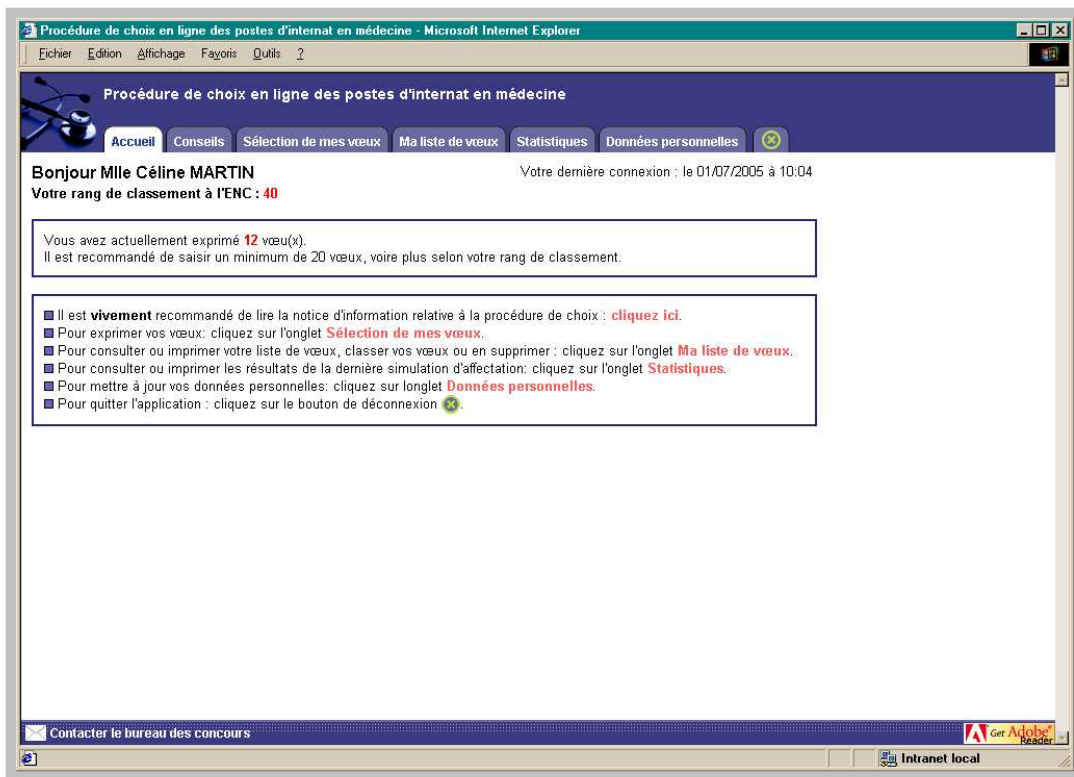 Procédure de choix en ligne des postes d'internat en médecine - Microsoft Internet Explorer
Fichier Edition Affichage Favoris Outils ?
Procédure de choix en ligne des postes d'internat en médecine
Accueil Conseils Sélection de mes vœux Ma liste de vœux Statistiques Données personnelles
Bonjour Mlle Céline MARTIN
Votre dernière connexion : le 01/07/2005 à 10:04
Votre rang de classement à l'ENC : 40
Vous avez actuellement exprimé 12 vœu(x).
Il est recommandé de saisir un minimum de 20 vœux, voire plus selon votre rang de classement.
Il est vivement recommandé de lire la notice d'information relative à la procédure de choix : cliquez ici.
Pour exprimer vos vœux: cliquez sur l'onglet Sélection de mes vœux.
Pour consulter ou imprimer votre liste de vœux, classer vos vœux ou en supprimer : cliquez sur l'onglet Ma liste de vœux.
Pour consulter ou imprimer les résultats de la dernière simulation d'affectation: cliquez sur l'onglet Statistiques.
Pour mettre à jour vos données personnelles: cliquez sur longlet Données personnelles.
Pour quitter l'application : cliquez sur le bouton de déconnexion .
Contacter le bureau des concours
Get Adobe Reader
Intranet local